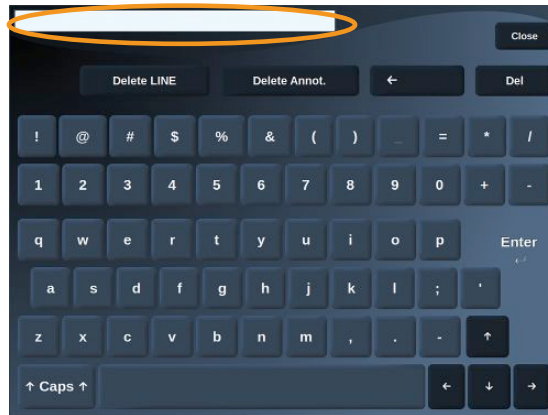 Close
Delete LINE Delete Annot. ← Del
! @ # $ % & ( ) _ = * /
1 2 3 4 5 6 7 8 9 0 + -
q w e r t y u i o p Enter ↵
a s d f g h j k l ; '
z x c v b n m , . - ↑
↑ Caps ↑ ← ↓ →